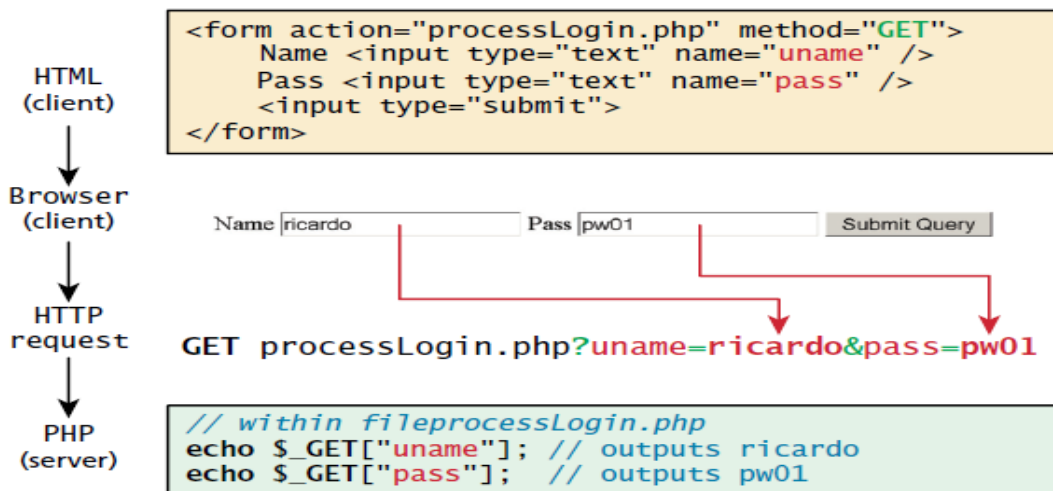 <form action="processLogin.php" method="GET">
Name <input type="text" name="uname" />
Pass <input type="text" name="pass" />
<input type="submit">
</form>
HTML
(client)
Browser
(client)
Name ricardo Pass pw01 Submit Query
HTTP
request
GET processLogin.php?uname=ricardo&pass=pw01
PHP
(server)
// within fileprocessLogin.php
echo $_GET["uname"]; // outputs ricardo
echo $_GET["pass"]; // outputs pw01